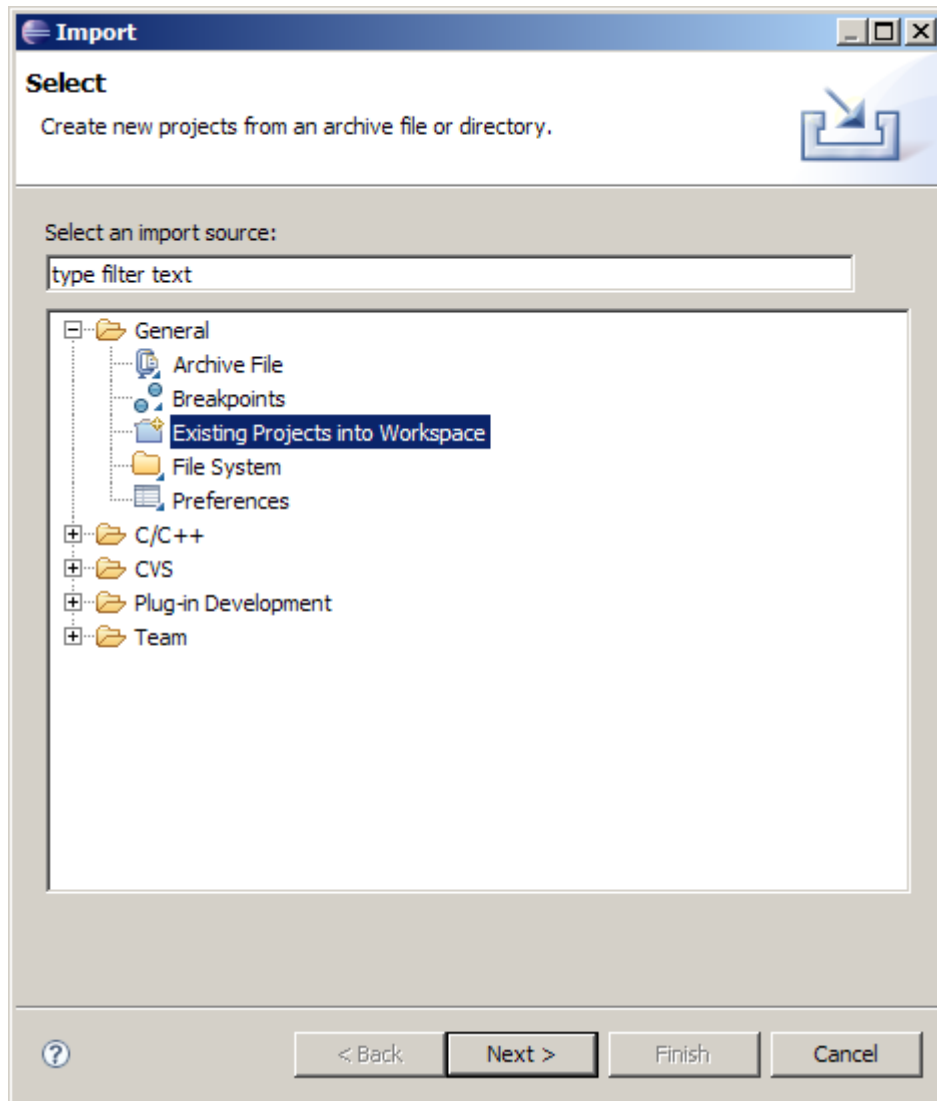 Import
Select
Create new projects from an archive file or directory.
Select an import source:
type filter text
General
Archive File
Breakpoints
Existing Projects into Workspace
File System
Preferences
C/C++
CVS
Plug-in Development
Team
? < Back Next > Finish Cancel